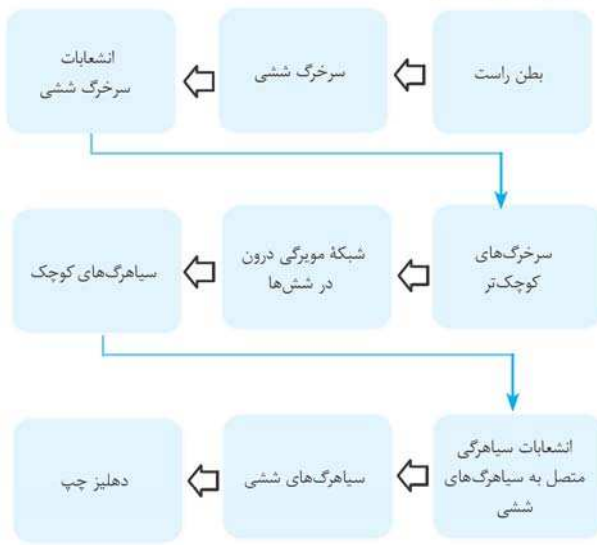 بطن راست
سرخرگ ششی
انشعابات
سرخرگ ششی
سرخرگ‌های
کوچک‌تر
شبکهٔ مویرگی درون
در شش‌ها
سیاهرگ‌های کوچک
انشعابات سیاهرگی
متصل به سیاهرگ‌های
ششی
سیاهرگ‌های ششی
دهلیز چپ